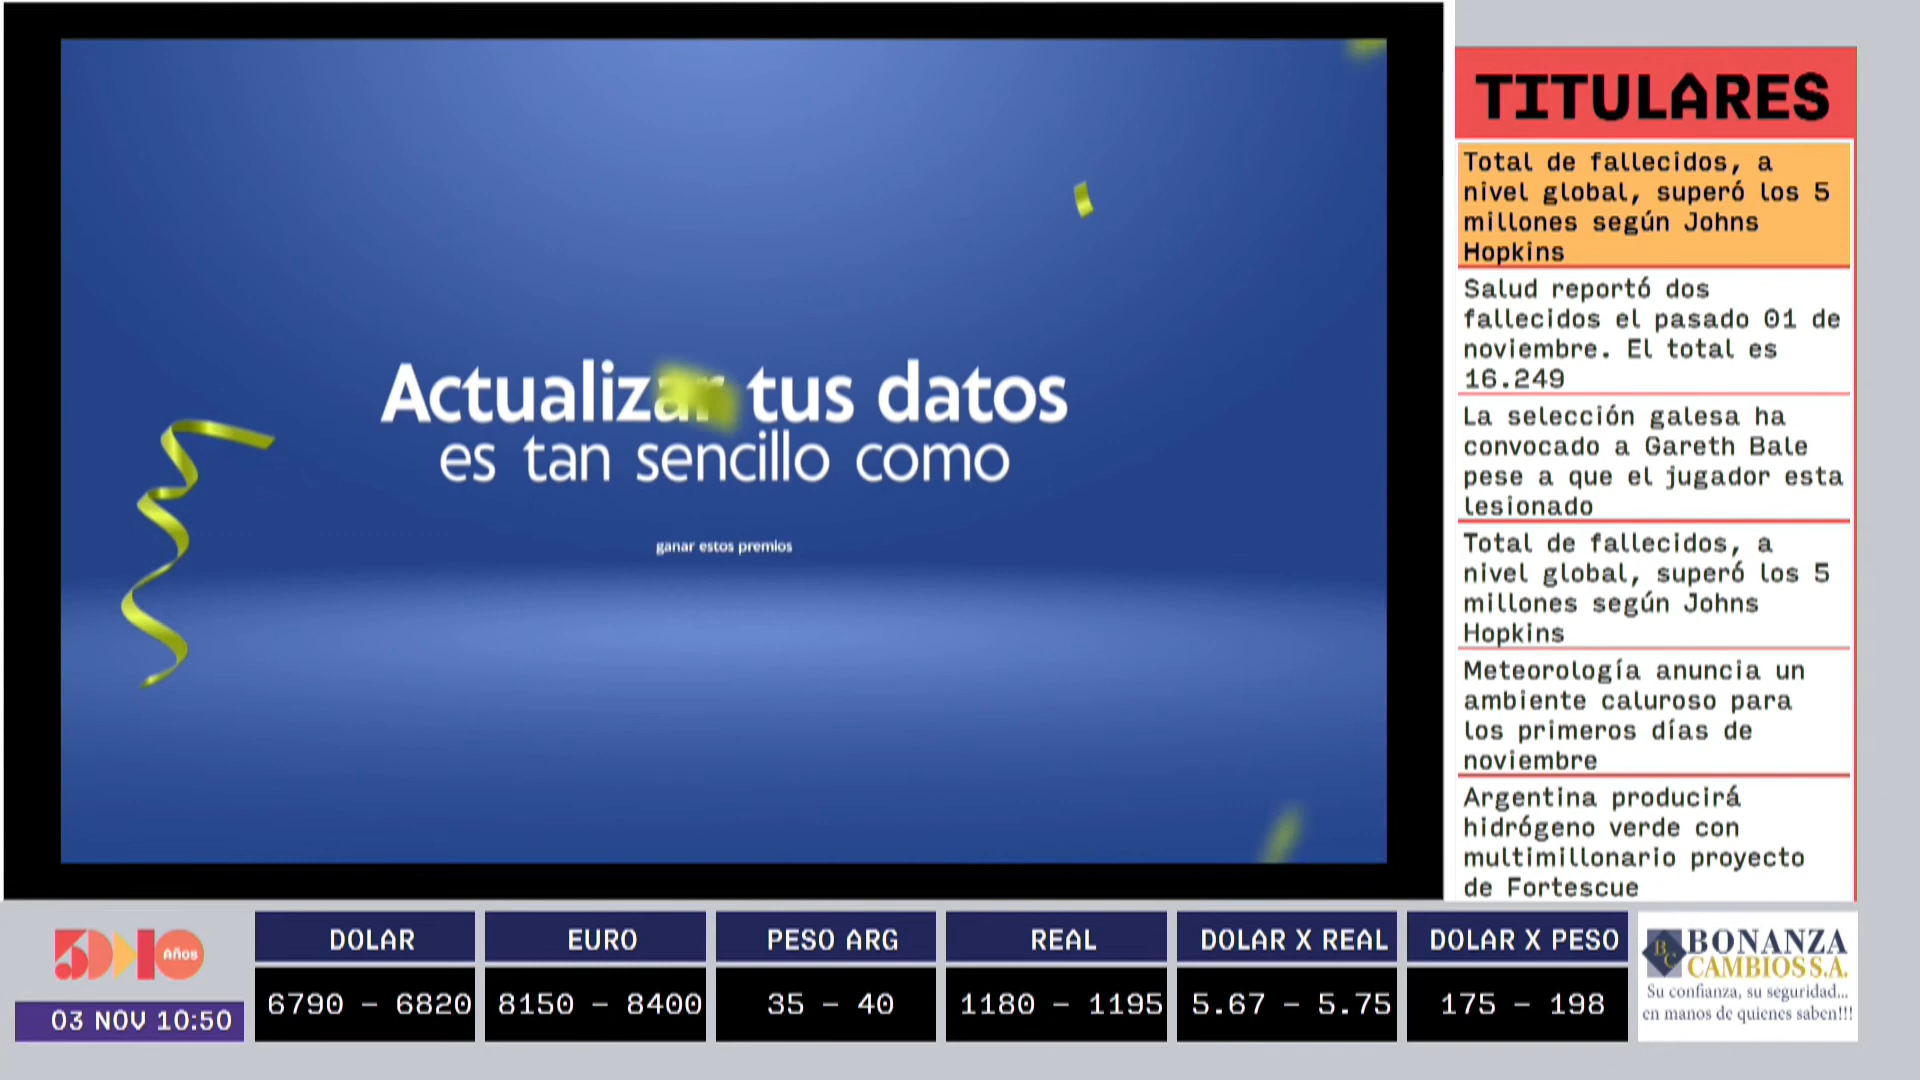 Actualizar tus datos
es tan sencillo como
ganar estos premios
TITULARES
Total de fallecidos, a
nivel global, superó los 5
millones según Johns
Hopkins
Salud reportó dos
fallecidos el pasado 01 de
noviembre. El total es
16.249
La selección galesa ha
convocado a Gareth Bale
pese a que el jugador esta
lesionado
Total de fallecidos, a
nivel global, superó los 5
millones según Johns
Hopkins
Meteorología anuncia un
ambiente caluroso para
los primeros días de
noviembre
Argentina producirá
hidrógeno verde con
multimillonario proyecto
de Fortescue
Años
03 NOV 10:50
DOLAR
6790 - 6820
EURO
8150 - 8400
PESO ARG
35 - 40
REAL
1180 - 1195
DOLAR X REAL
5.67 - 5.75
DOLAR X PESO
175 - 198
BC BONANZA
CAMBIOS S.A.
Su confianza, su seguridad...
en manos de quienes saben!!!